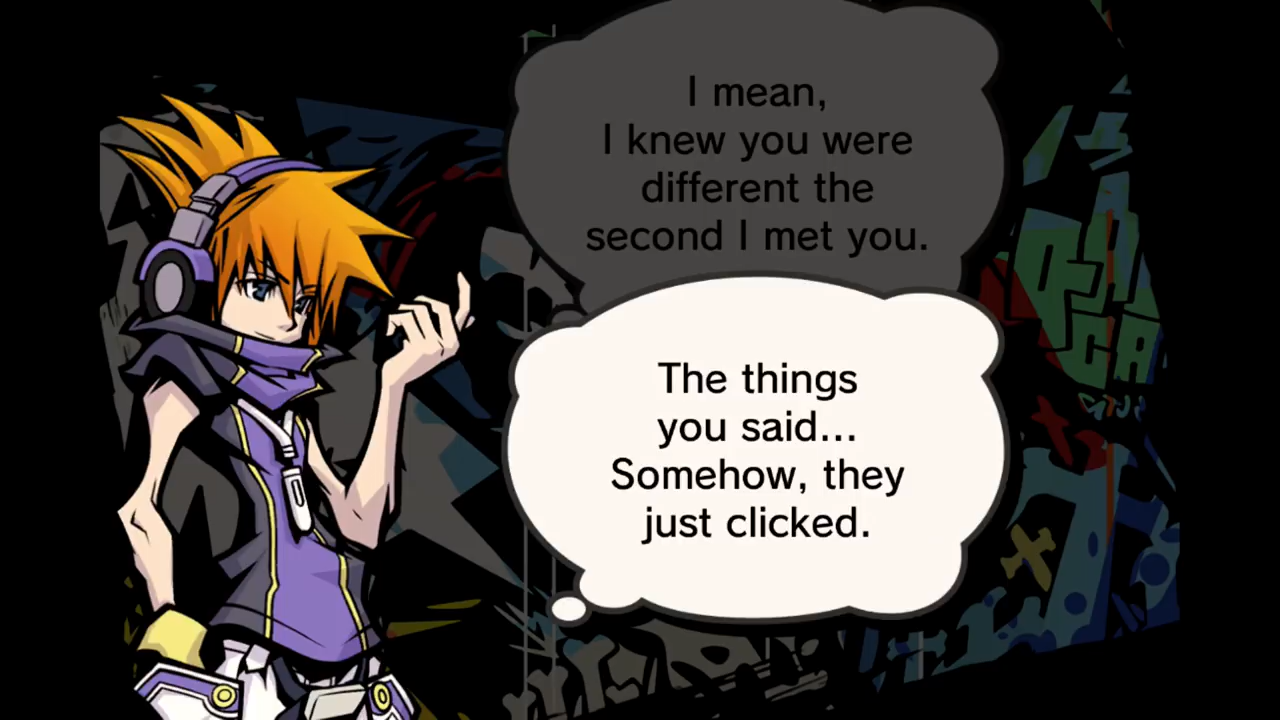 I mean,
I knew you were
different the
second I met you.
The things
you said...
Somehow, they
just clicked.